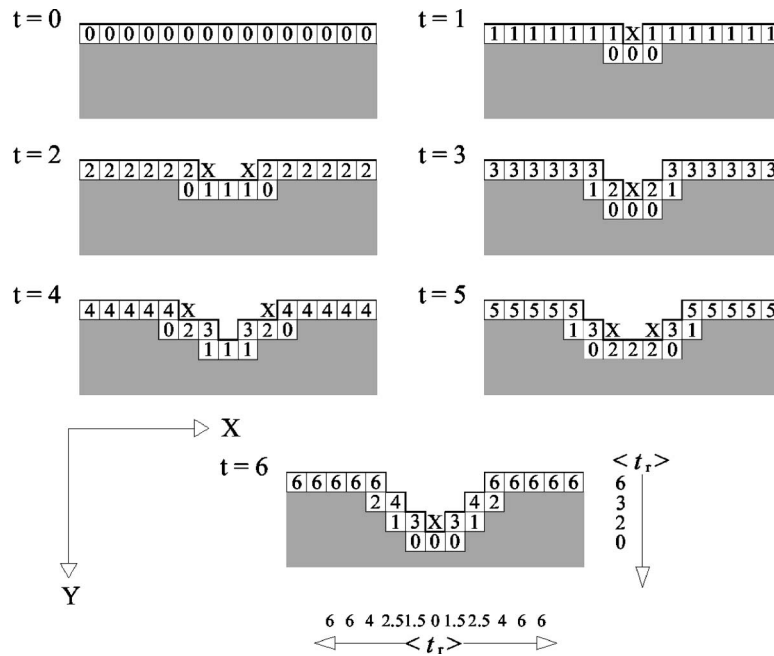 t = 0
0 0 0 0 0 0 0 0 0 0 0 0 0 0 0
t = 1
1 1 1 1 1 1 1 X 1 1 1 1 1 1 1
0 0 0
t = 2
2 2 2 2 2 2 X X 2 2 2 2 2 2
0 1 1 1 0
t = 3
3 3 3 3 3 3 3 3 3 3 3 3
1 2 X 2 1
0 0 0
t = 4
4 4 4 4 4 X X 4 4 4 4 4
0 2 3 3 2 0
1 1 1
t = 5
5 5 5 5 5 5 5 5 5 5
1 3 X X 3 1
0 2 2 2 0
X
Y
t = 6
6 6 6 6 6 6 6 6 6 6
2 4 4 2
1 3 X 3 1
0 0 0
< tr >
6
3
2
0
6 6 4 2.5 1.5 0 1.5 2.5 4 6 6
< tr >